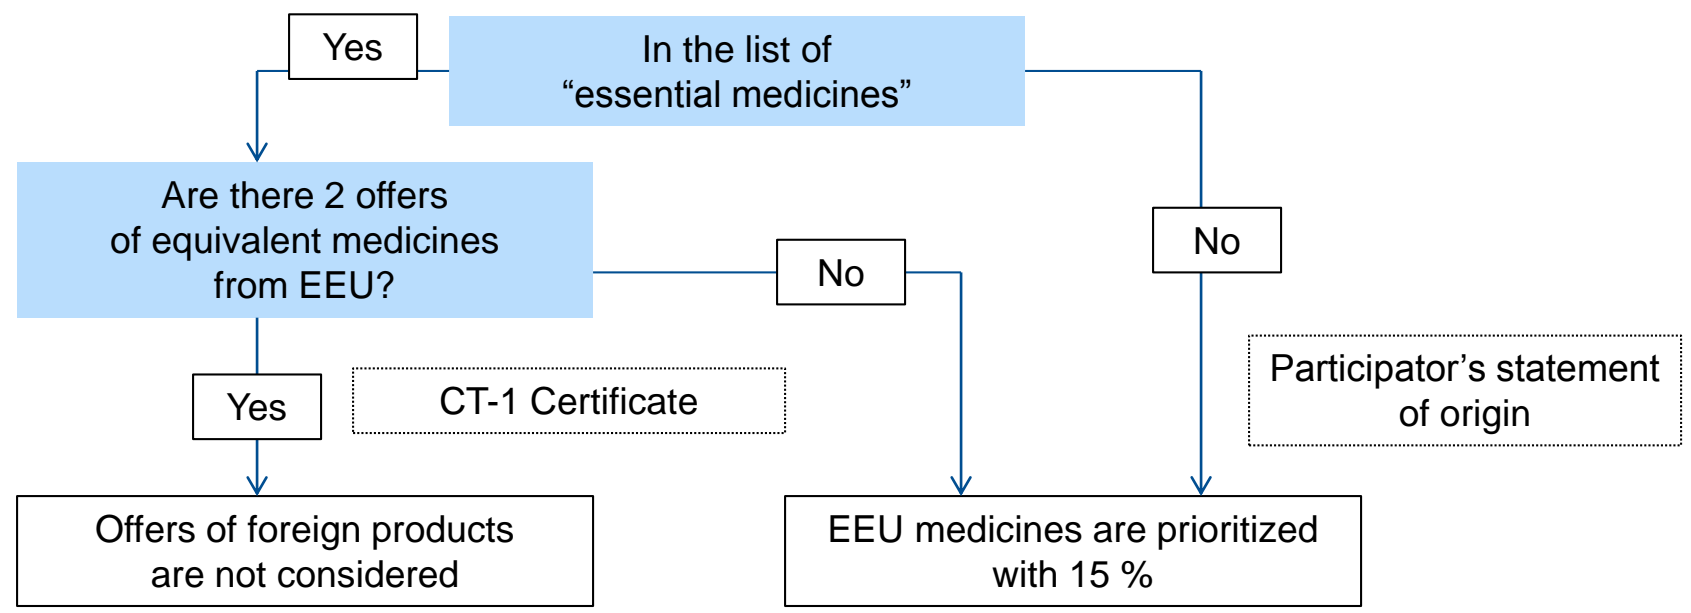 Yes
In the list of
“essential medicines”
Are there 2 offers
of equivalent medicines
from EEU?
No
No
Yes
CT-1 Certificate
Participator’s statement
of origin
Offers of foreign products
are not considered
EEU medicines are prioritized
with 15 %